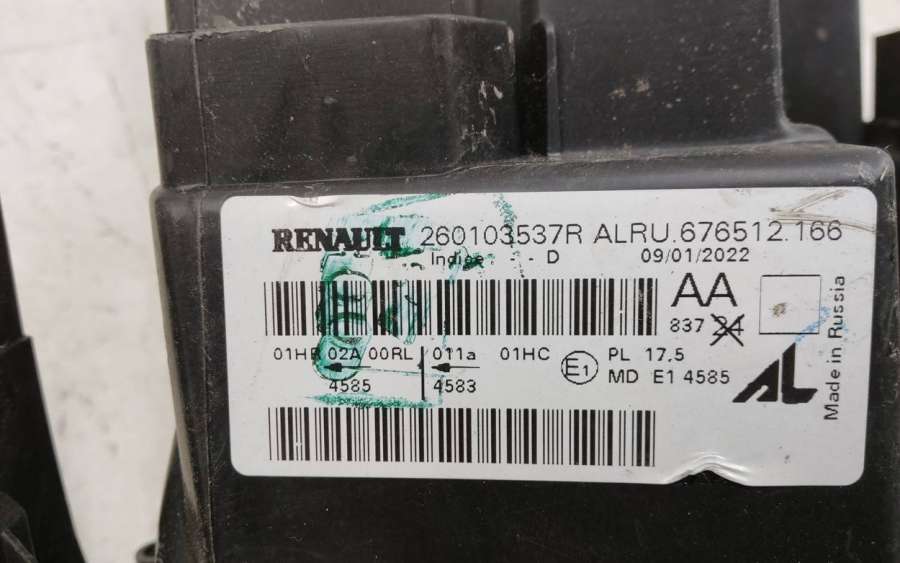 RENAULT 260103537R ALRU.676512.166
Indice: - - D 09/01/2022
AA
837 24
01HR 02A 00RL 011a 01HC E1 PL 17.5
4585 4583 MD E1 4585
AL
Made in Russia